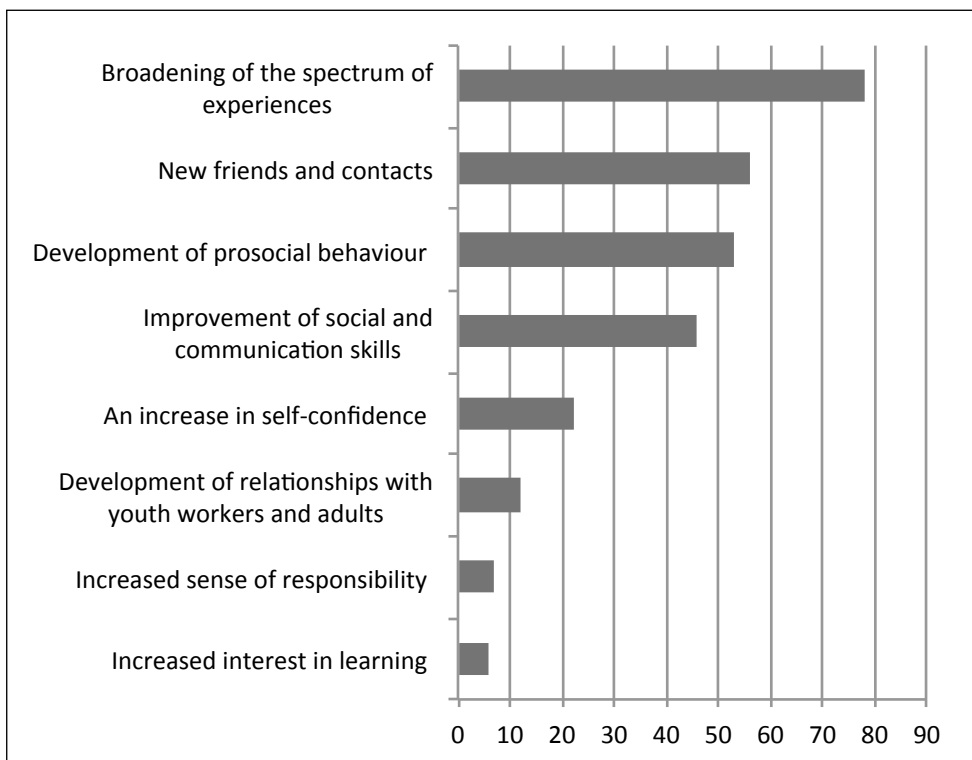 Broadening of the spectrum of
experiences
New friends and contacts
Development of prosocial behaviour
Improvement of social and
communication skills
An increase in self-confidence
Development of relationships with
youth workers and adults
Increased sense of responsibility
Increased interest in learning
0 10 20 30 40 50 60 70 80 90